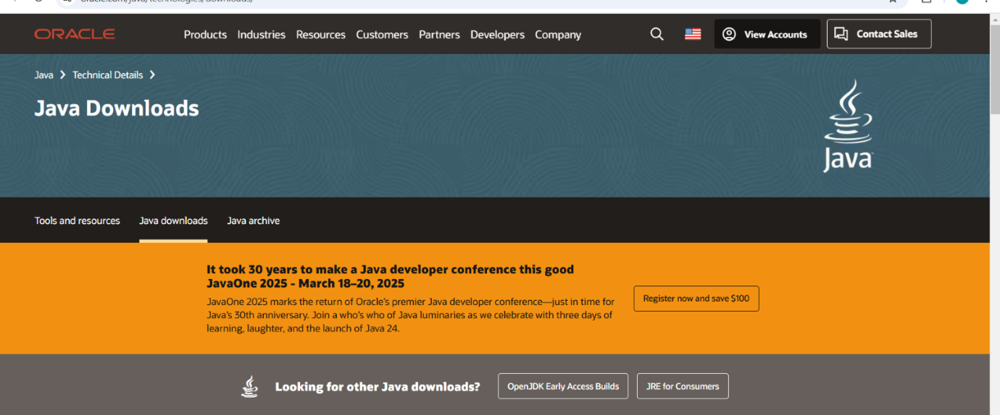 oracle.com/java/technologies/downloads/
ORACLE
Products Industries Resources Customers Partners Developers Company
View Accounts
Contact Sales
Java > Technical Details >
Java Downloads
Java
Tools and resources Java downloads Java archive
It took 30 years to make a Java developer conference this good
JavaOne 2025 - March 18–20, 2025
JavaOne 2025 marks the return of Oracle's premier Java developer conference—just in time for
Java's 30th anniversary. Join a who's who of Java luminaries as we celebrate with three days of
learning, laughter, and the launch of Java 24.
Register now and save $100
Looking for other Java downloads? OpenJDK Early Access Builds JRE for Consumers